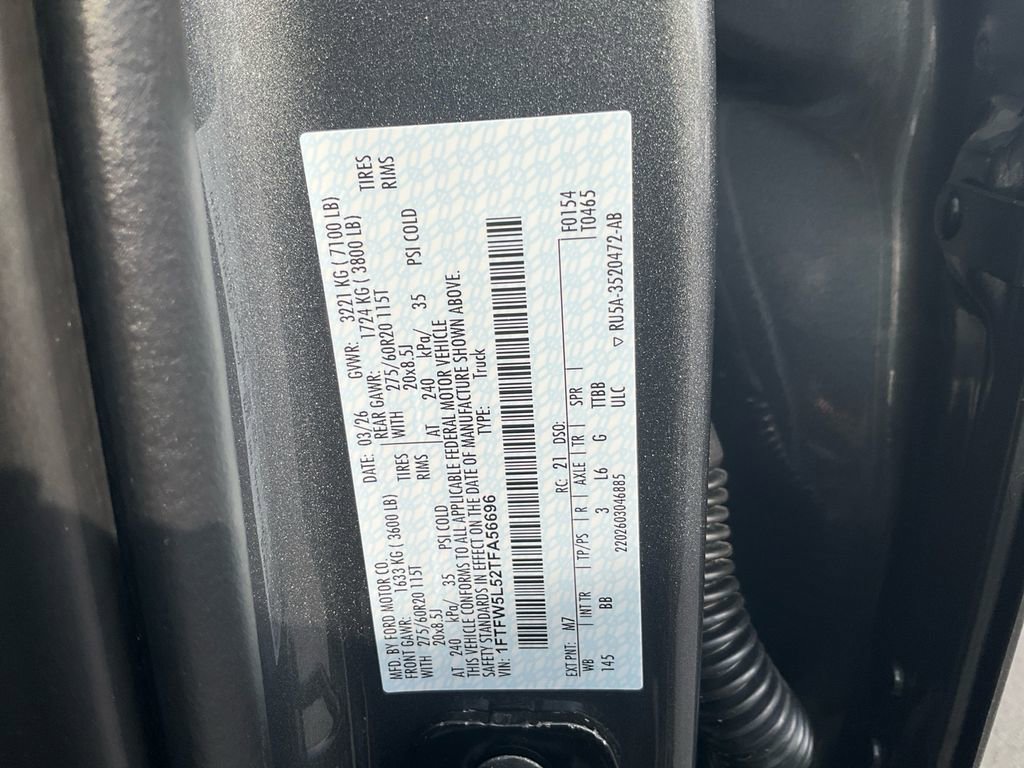 MFD. BY FORD MOTOR CO.
DATE: 03/26 GVWR: 3221 KG ( 7100 LB)
FRONT GAWR: 1633 KG ( 3600 LB) REAR GAWR: 1724 KG ( 3800 LB)
WITH 275/60R20 115T TIRES WITH 275/60R20 115T TIRES
20x8.5J RIMS 20x8.5J RIMS
AT 240 kPa/ 35 PSI COLD AT 240 kPa/ 35 PSI COLD
THIS VEHICLE CONFORMS TO ALL APPLICABLE FEDERAL MOTOR VEHICLE
SAFETY STANDARDS IN EFFECT ON THE DATE OF MANUFACTURE SHOWN ABOVE.
VIN: 1FTFW5L52TFA56696 TYPE: Truck
F0154
EXT PNT: M7 RC: 21 DSO: T0465
WB | INT TR | TP/PS | R | AXLE | TR | SPR |
145 BB 3 L6 G TTBB
ULC ▽ RU5A-3520472-AB
2202603046885